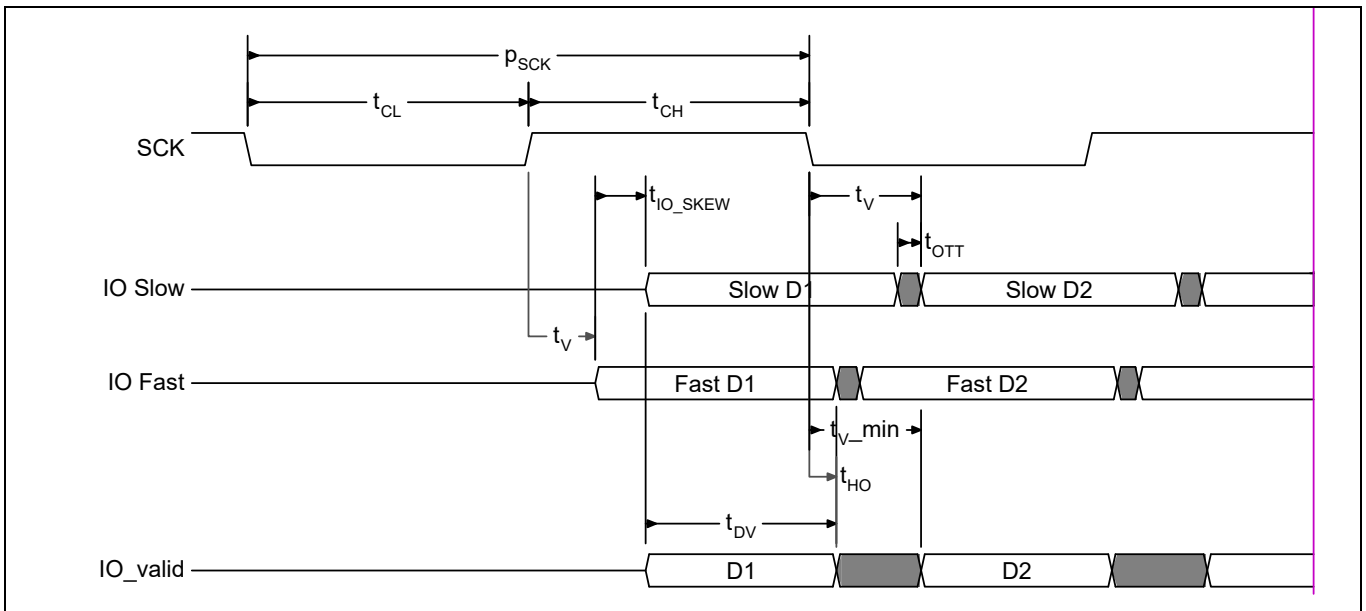 pSCK
tCL
tCH
SCK
tIO_SKEW
tV
tOTT
IO Slow
Slow D1
Slow D2
tV
IO Fast
Fast D1
Fast D2
tV_min
tHO
tDV
IO_valid
D1
D2